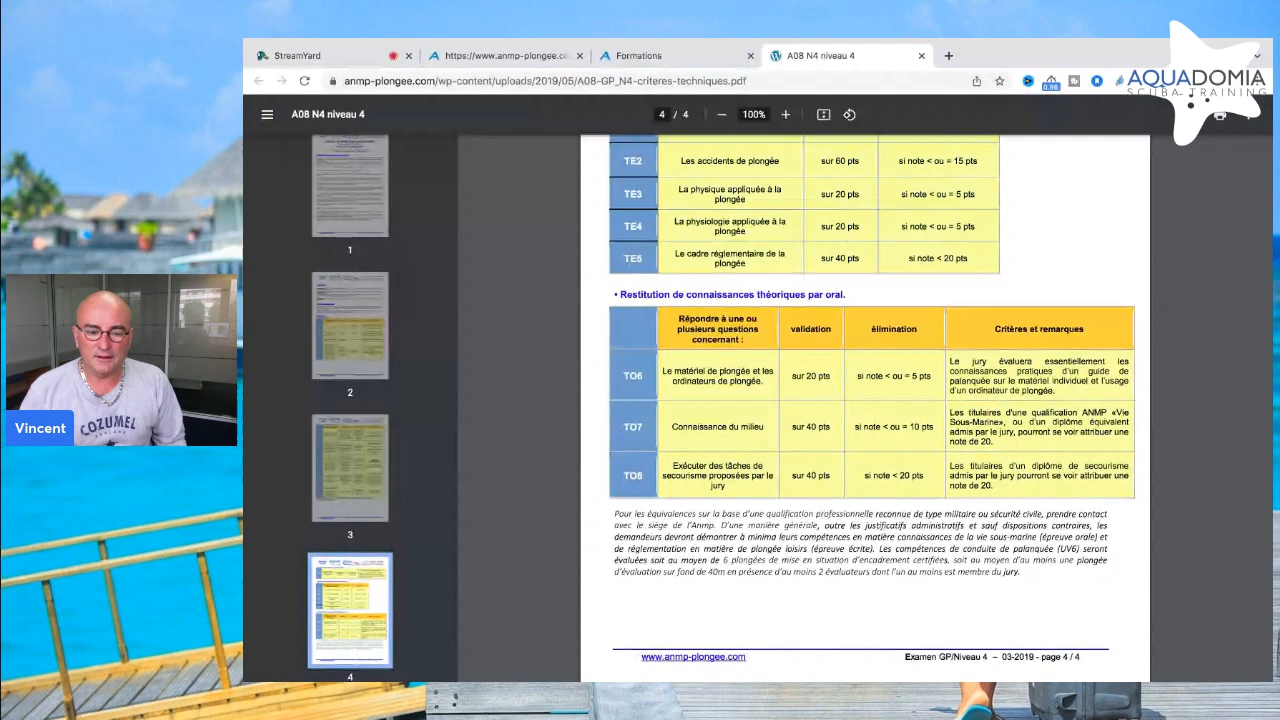 StreamYard
https://www.anmp-plongee.c
Formations
A08 N4 niveau 4
anmp-plongee.com/wp-content/uploads/2019/05/A08-GP_N4-criteres-techniques.pdf
0.88
AQUADOMIA
SCUBA TRAINING
A08 N4 niveau 4
4 / 4
100%
1
2
3
4
TE2 Les accidents de plongée sur 60 pts si note < ou = 15 pts
TE3 La physique appliquée à la
plongée sur 20 pts si note < ou = 5 pts
TE4 La physiologie appliquée à la
plongée sur 20 pts si note < ou = 5 pts
TE5 Le cadre réglementaire de la
plongée sur 40 pts si note < 20 pts
• Restitution de connaissances théoriques par oral.
Répondre à une ou
plusieurs questions
concernant :
validation
élimination
Critères et remarques
TO6
Le matériel de plongée et les
ordinateurs de plongée.
sur 20 pts
si note < ou = 5 pts
Le jury évaluera essentiellement les
connaissances pratiques d'un guide de
palanquée sur le matériel individuel et l'usage
d'un ordinateur de plongée.
TO7
Connaissance du milieu
sur 40 pts
si note < ou = 10 pts
Les titulaires d'une qualification ANMP «Vie
Sous-Marine», ou d'un diplôme équivalent
admis par le jury, pourront se voir attribuer une
note de 20.
TO8
Exécuter des tâches de
secourisme proposées par le
jury
sur 40 pts
si note < 20 pts
Les titulaires d'un diplôme de secourisme
admis par le jury pourront se voir attribuer une
note de 20.
Pour les équivalences sur la base d'une qualification professionnelle reconnue de type militaire ou sécurité civile, prendre contact
avec le siège de l'Anmp. D'une manière générale, outre les justificatifs administratifs et sauf dispositions contraires, les
demandeurs devront démontrer à minima leurs compétences en matière connaissances de la vie sous-marine (épreuve orale) et
de réglementation en matière de plongée loisirs (épreuve écrite). Les compétences de conduite de palanquée (UV6) seront
évaluées soit au moyen de 6 plongées de mise en situation d'encadrement certifiées, soit au moyen d'au moins une plongée
d'évaluation sur fond de 40m en présence d'au moins 2 évaluateurs dont l'un au moins est membre du jury.
www.anmp-plongee.com
Examen GP/Niveau 4 – 03-2019 - page 4 / 4
COZUMEL
Vincent